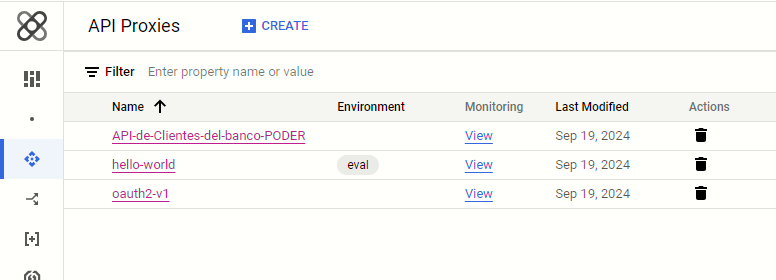 API Proxies CREATE
Filter Enter property name or value
Name Environment Monitoring Last Modified Actions
API-de-Clientes-del-banco-PODER View Sep 19, 2024
hello-world eval View Sep 19, 2024
oauth2-v1 View Sep 19, 2024